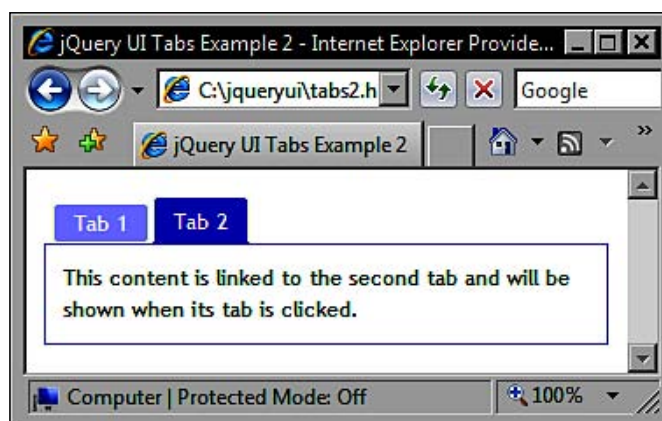 jQuery UI Tabs Example 2 - Internet Explorer Provide...
C:\jqueryui\tabs2.h
Google
jQuery UI Tabs Example 2
»
Tab 1
Tab 2
This content is linked to the second tab and will be
shown when its tab is clicked.
Computer | Protected Mode: Off
100%